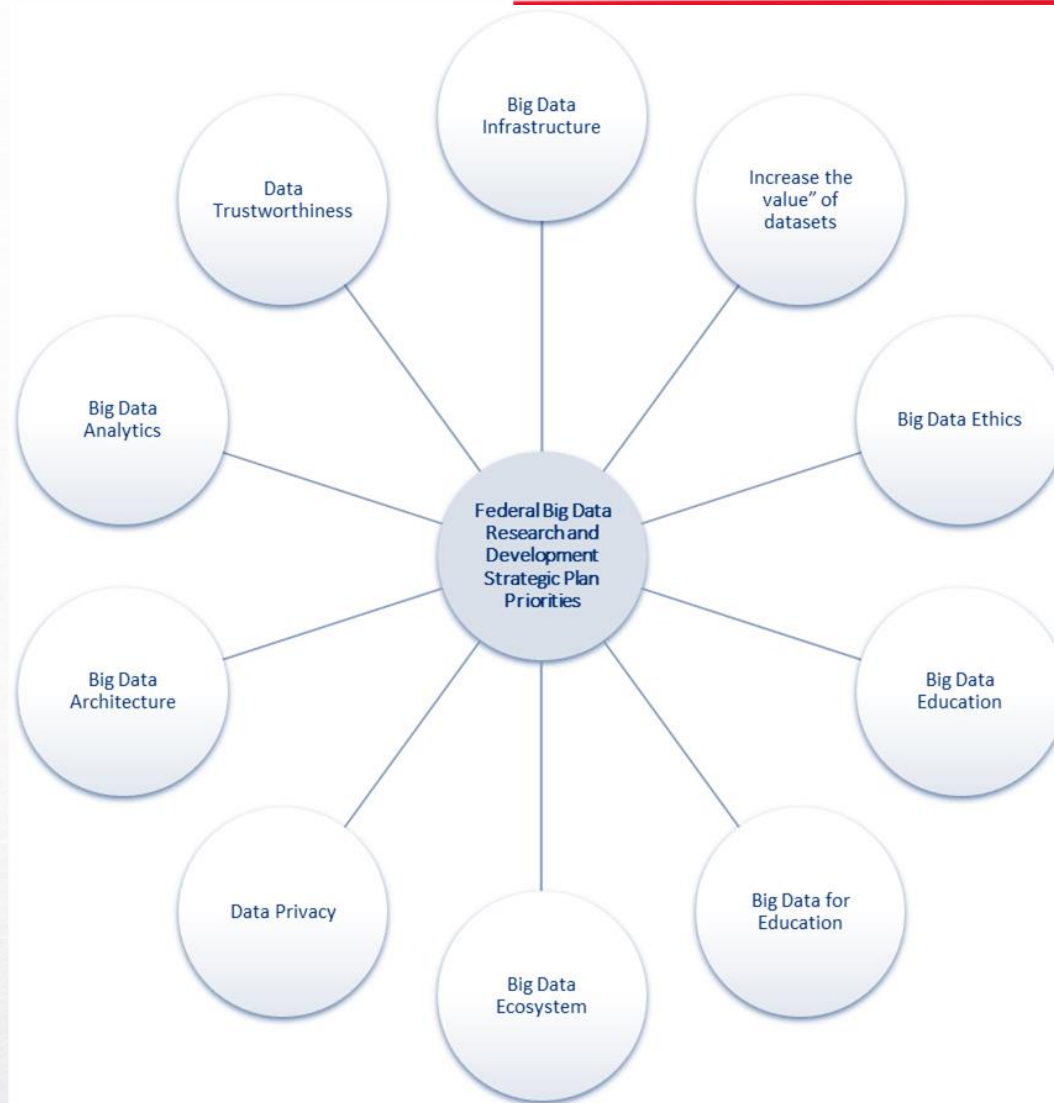 Big Data
Infrastructure
Increase the
value” of
datasets
Big Data Ethics
Big Data
Education
Big Data for
Education
Big Data
Ecosystem
Data Privacy
Big Data
Architecture
Big Data
Analytics
Data
Trustworthiness
Federal Big Data
Research and
Development
Strategic Plan
Priorities